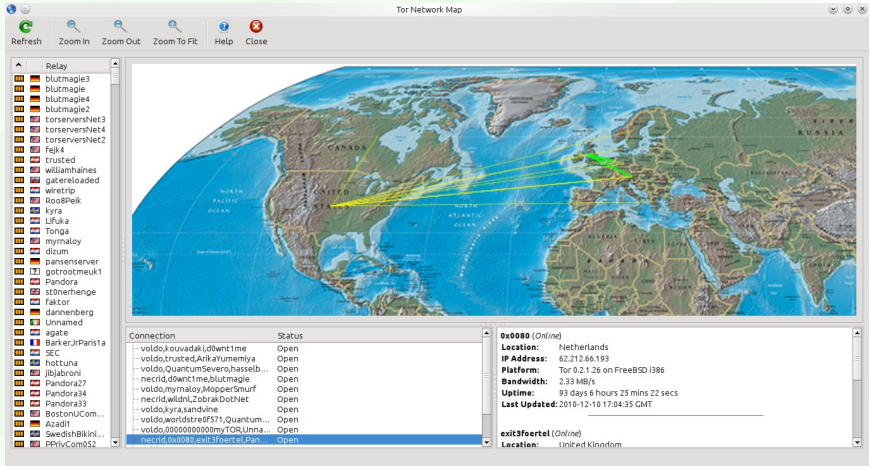 Tor Network Map
Refresh
Zoom In
Zoom Out
Zoom To Fit
Help
Close
Relay
blutmagie3
blutmagie
blutmagie4
blutmagie2
torserversNet3
torserversNet4
torserversNet2
fejk4
trusted
williamhaines
gatereloaded
wiretrip
Roo8Peik
kyra
Lifuka
Tonga
myrnaloy
dizum
pansenserver
gotrootmeuk1
Pandora
st0nerhenge
faktor
dannenberg
Unnamed
agate
BarkerJrParis1a
SEC
hottuna
jibjabroni
Pandora27
Pandora34
Pandora33
BostonUCom...
Azadi1
SwedishBikini...
PPrivCom052
CANADA
UNITED
STATES
NORTH
PACIFIC
OCEAN
NORTH
ATLANTIC
OCEAN
RUSSIA
ALGERIA
Connection Status
voldo,kouvadaki,d0wnt1me Open
voldo,trusted,ArikaYumemiya Open
voldo,QuantumSevero,hasselb... Open
necrid,d0wnt1me,blutmagie Open
voldo,myrnaloy,MopperSmurf Open
necrid,wildnl,ZobrakDotNet Open
voldo,kyra,sandvine Open
voldo,worldstre0f571,Quantum... Open
voldo,00000000000myTOR,Unna... Open
necrid,0x0080,exit3foertel,Pan... Open
0x0080 (Online)
Location: Netherlands
IP Address: 62.212.66.193
Platform: Tor 0.2.1.26 on FreeBSD i386
Bandwidth: 2.33 MB/s
Uptime: 93 days 6 hours 25 mins 22 secs
Last Updated: 2010-12-10 17:04:35 GMT
exit3foertel (Online)
Location: United Kingdom